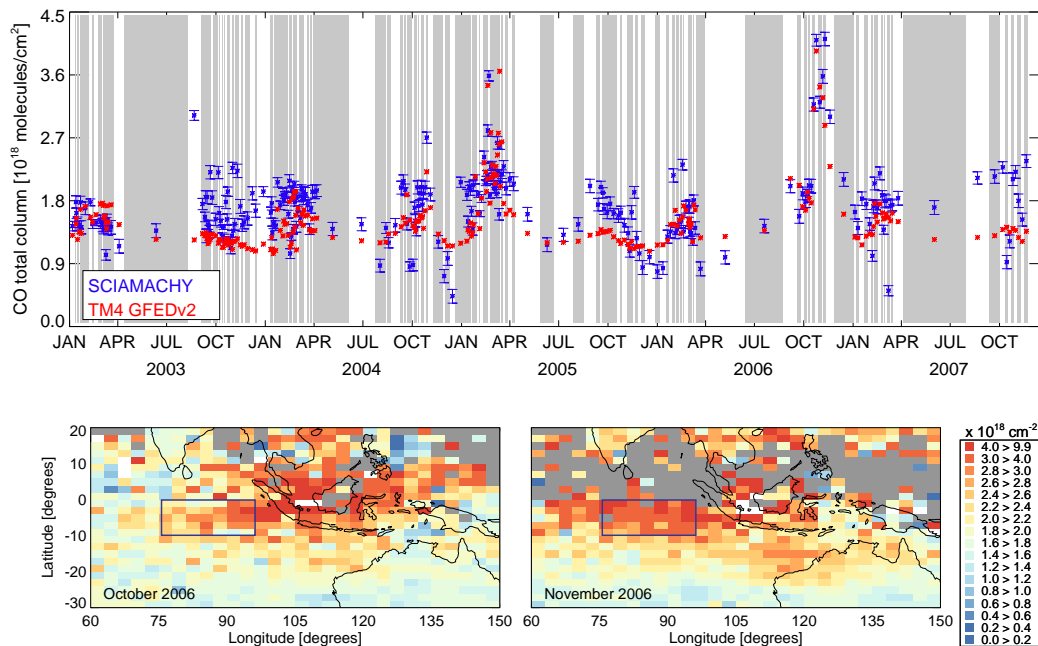 CO total column [10^18 molecules/cm^2]
4.5
3.6
2.7
1.8
0.9
0.0
SCIAMACHY
TM4 GFEDv2
JAN APR JUL OCT JAN APR JUL OCT JAN APR JUL OCT JAN APR JUL OCT JAN APR JUL OCT
2003 2004 2005 2006 2007
Latitude [degrees]
20
10
0
-10
-20
-30
October 2006
60 75 90 105 120 135 150
Longitude [degrees]
November 2006
60 75 90 105 120 135 150
Longitude [degrees]
x 10^18 cm^-2
4.0 > 9.9
3.0 > 4.0
2.8 > 3.0
2.6 > 2.8
2.4 > 2.6
2.2 > 2.4
2.0 > 2.2
1.8 > 2.0
1.6 > 1.8
1.4 > 1.6
1.2 > 1.4
1.0 > 1.2
0.8 > 1.0
0.6 > 0.8
0.4 > 0.6
0.2 > 0.4
0.0 > 0.2